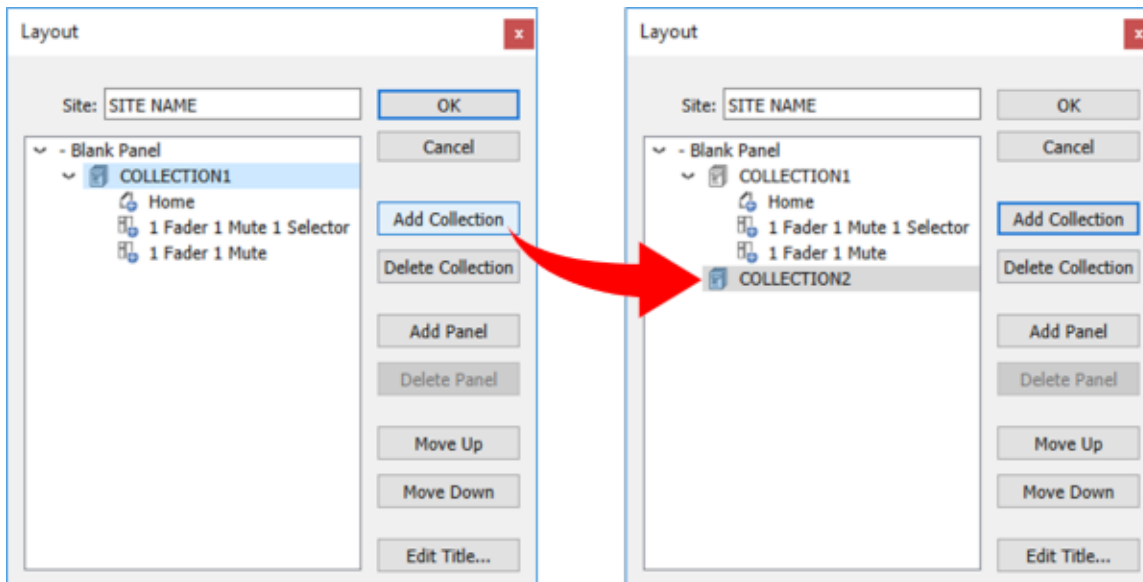 Layout
x
Site: SITE NAME
OK
- Blank Panel
Cancel
COLLECTION1
Home
1 Fader 1 Mute 1 Selector
Add Collection
1 Fader 1 Mute
Delete Collection
Add Panel
Delete Panel
Move Up
Move Down
Edit Title...
Layout
x
Site: SITE NAME
OK
- Blank Panel
Cancel
COLLECTION1
Home
1 Fader 1 Mute 1 Selector
Add Collection
1 Fader 1 Mute
Delete Collection
COLLECTION2
Add Panel
Delete Panel
Move Up
Move Down
Edit Title...